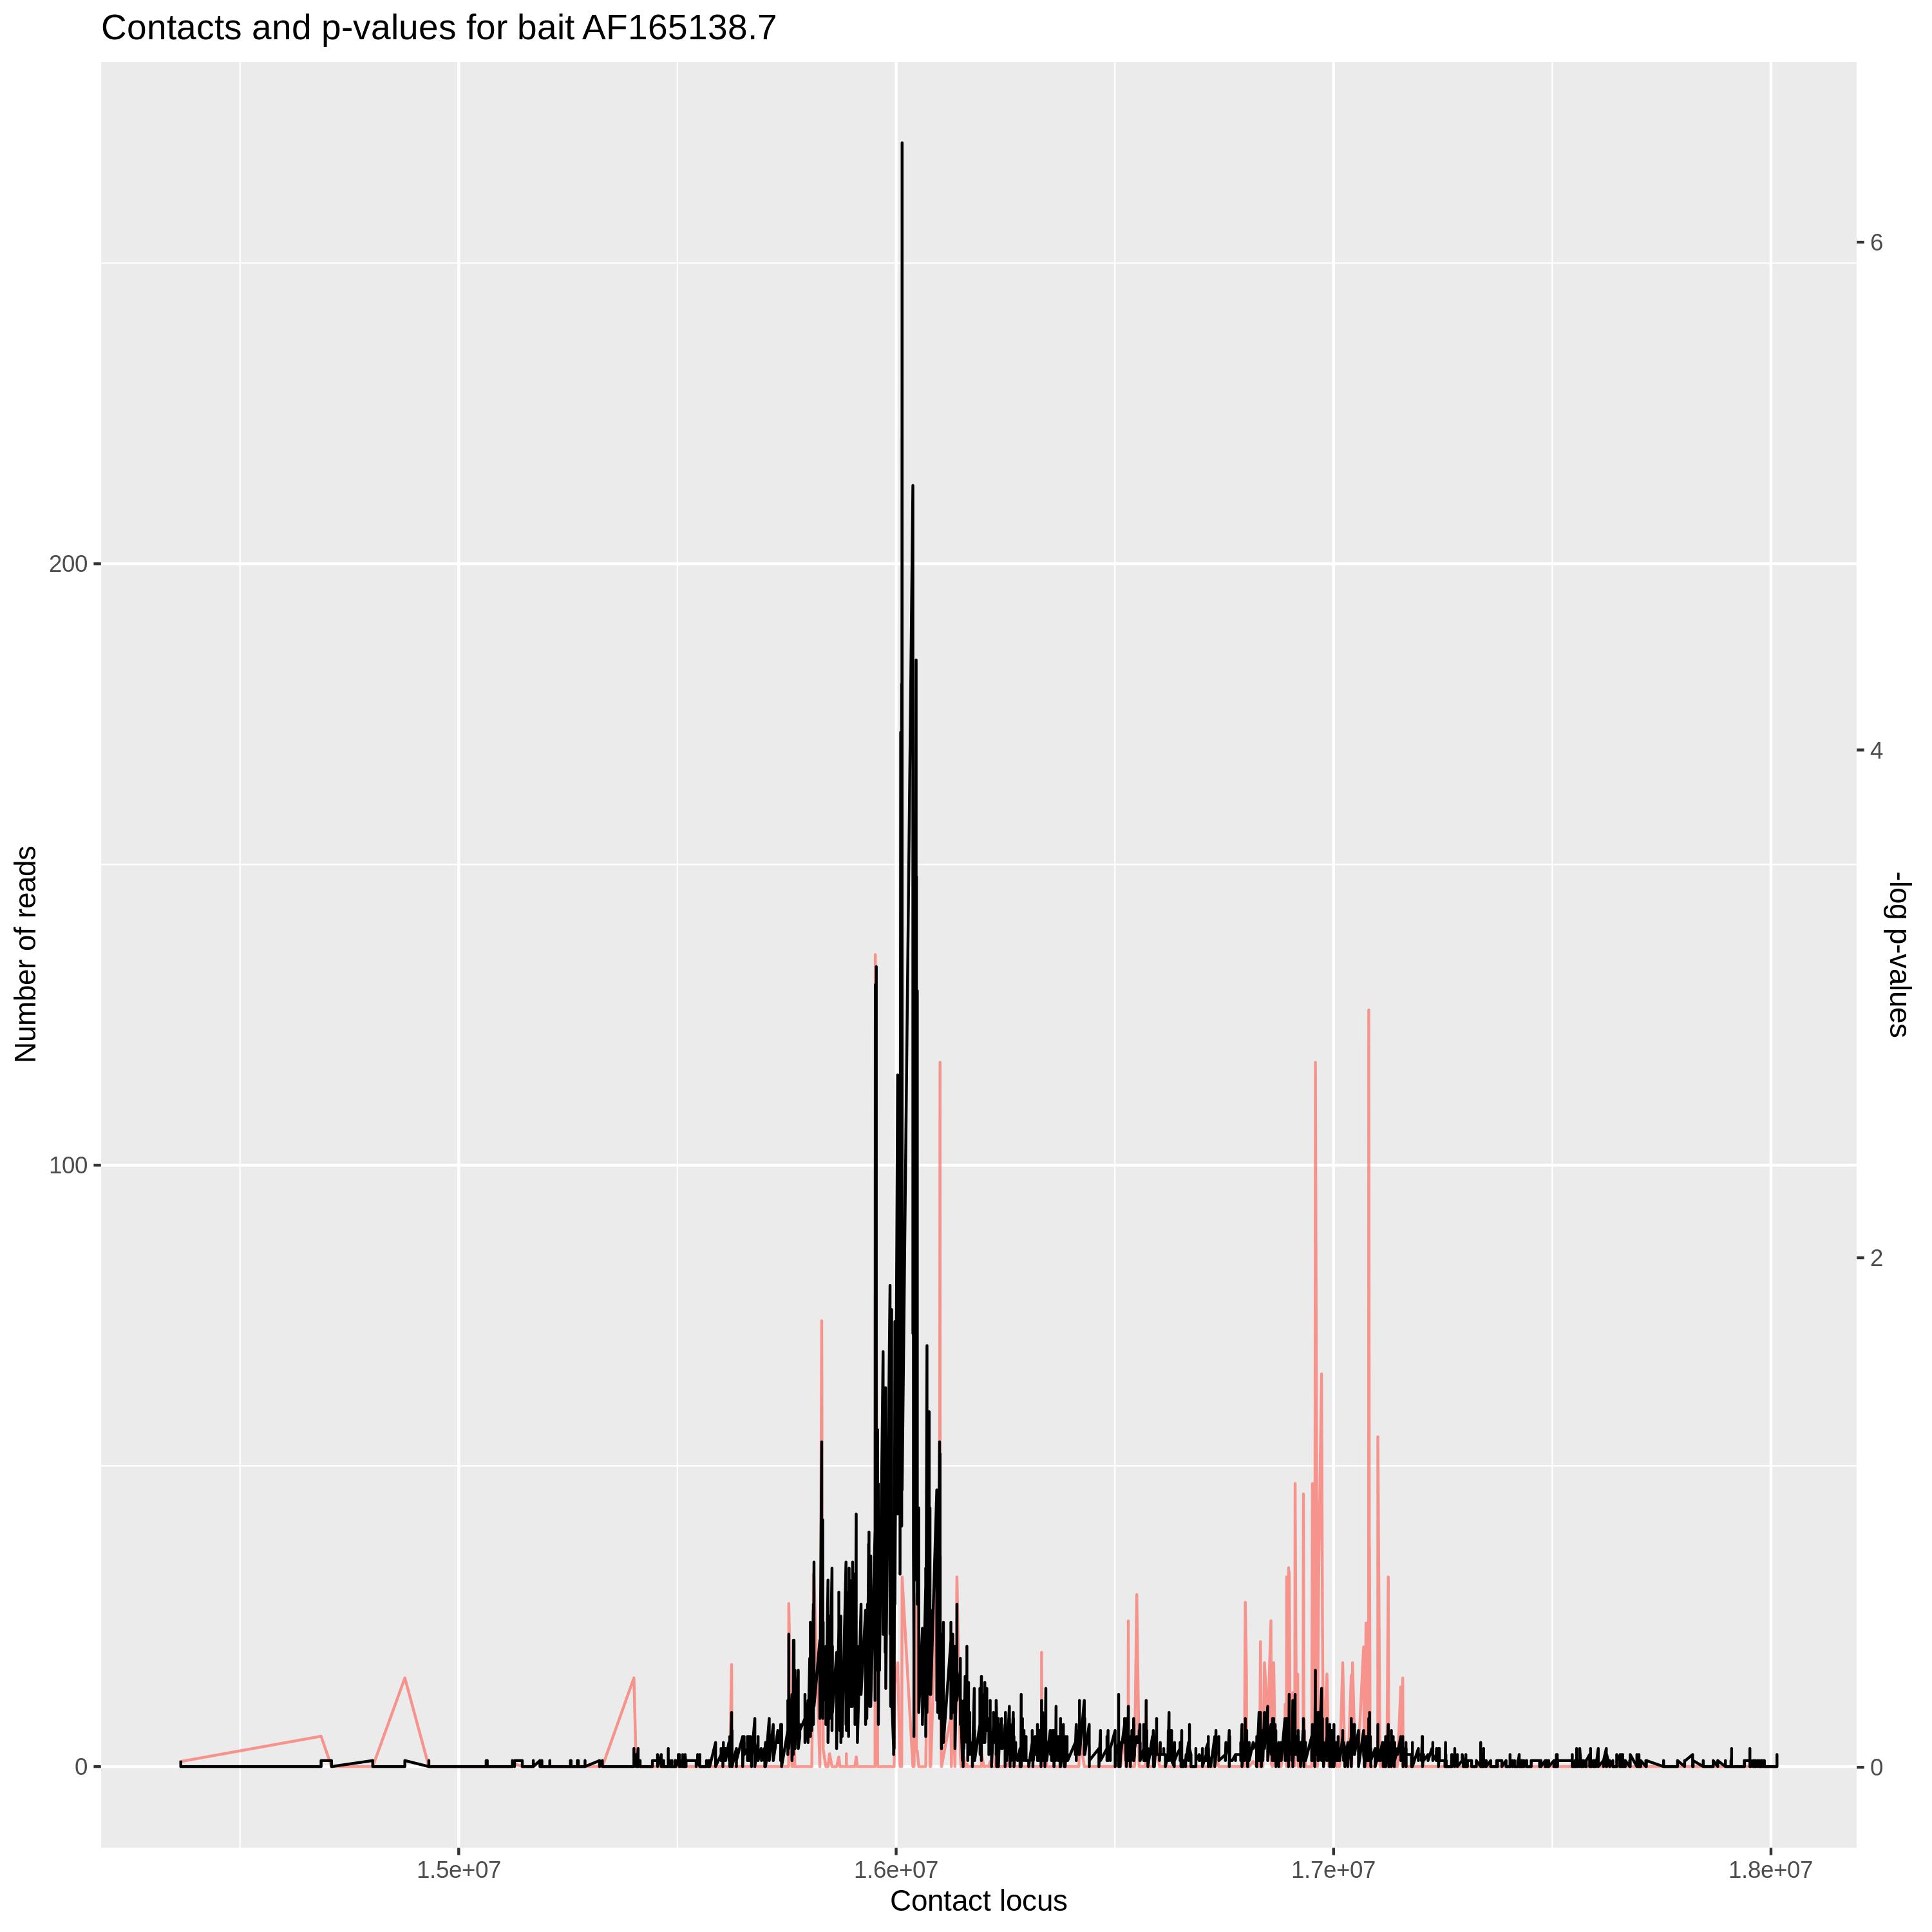 Contacts and p-values for bait AF165138.7
Number of reads
200
100
0
6
4
2
0
-log p-values
1.5e+07 1.6e+07 1.7e+07 1.8e+07
Contact locus